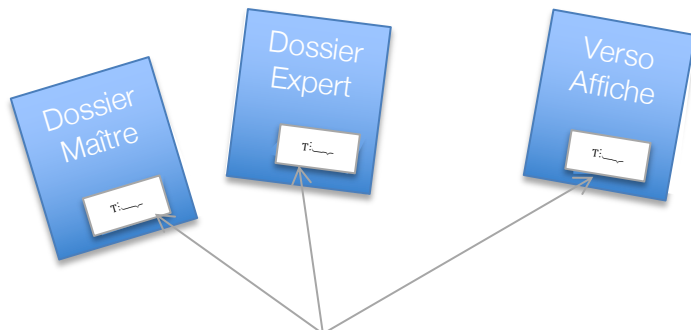 Dossier
Maître
T:
Dossier
Expert
T:
Verso
Affiche
T: